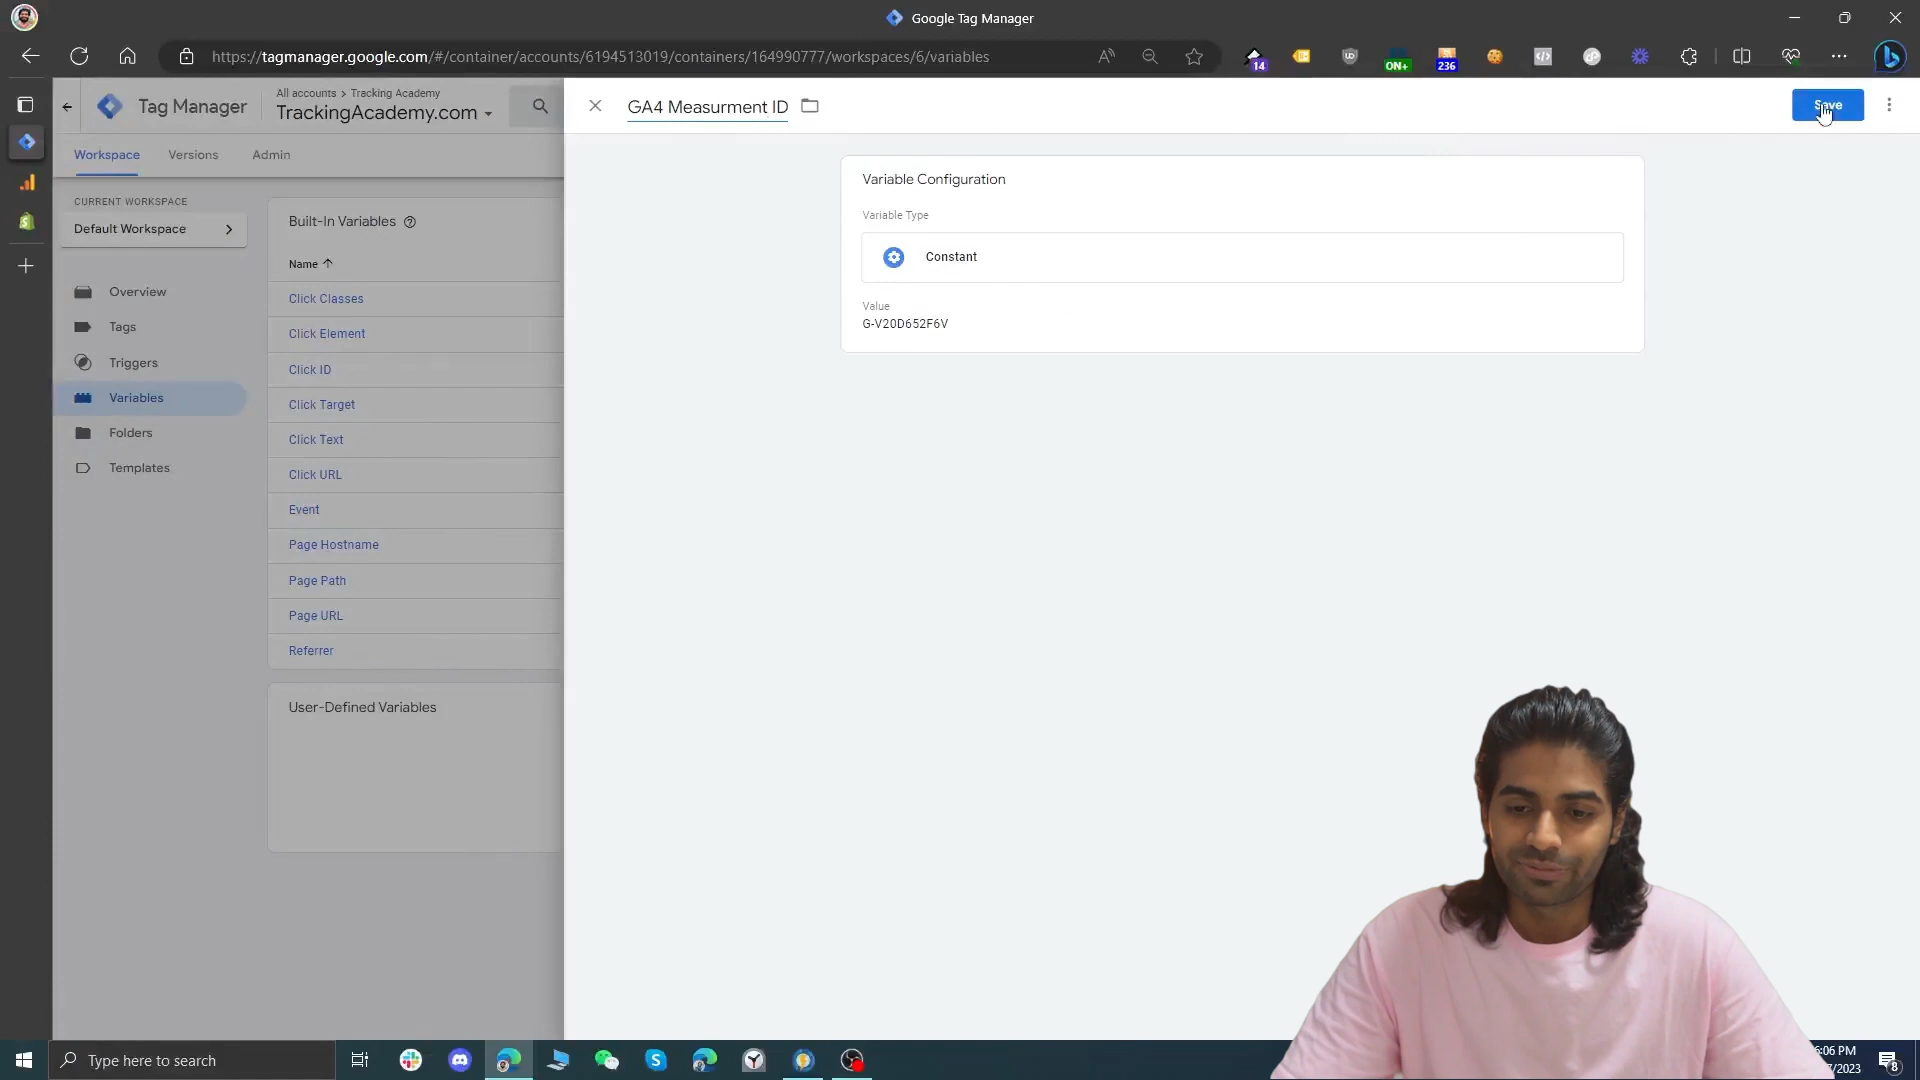 Google Tag Manager
https://tagmanager.google.com/#/container/accounts/6194513019/containers/164990777/workspaces/6/variables
14
ON+
236
Tag Manager
All accounts > Tracking Academy
TrackingAcademy.com
GA4 Measurment ID
Save
Workspace
Versions
Admin
CURRENT WORKSPACE
Default Workspace
Overview
Tags
Triggers
Variables
Folders
Templates
Built-In Variables
Name
Click Classes
Click Element
Click ID
Click Target
Click Text
Click URL
Event
Page Hostname
Page Path
Page URL
Referrer
User-Defined Variables
Variable Configuration
Variable Type
Constant
Value
G-V20D652F6V
Type here to search
:06 PM
/2023
8